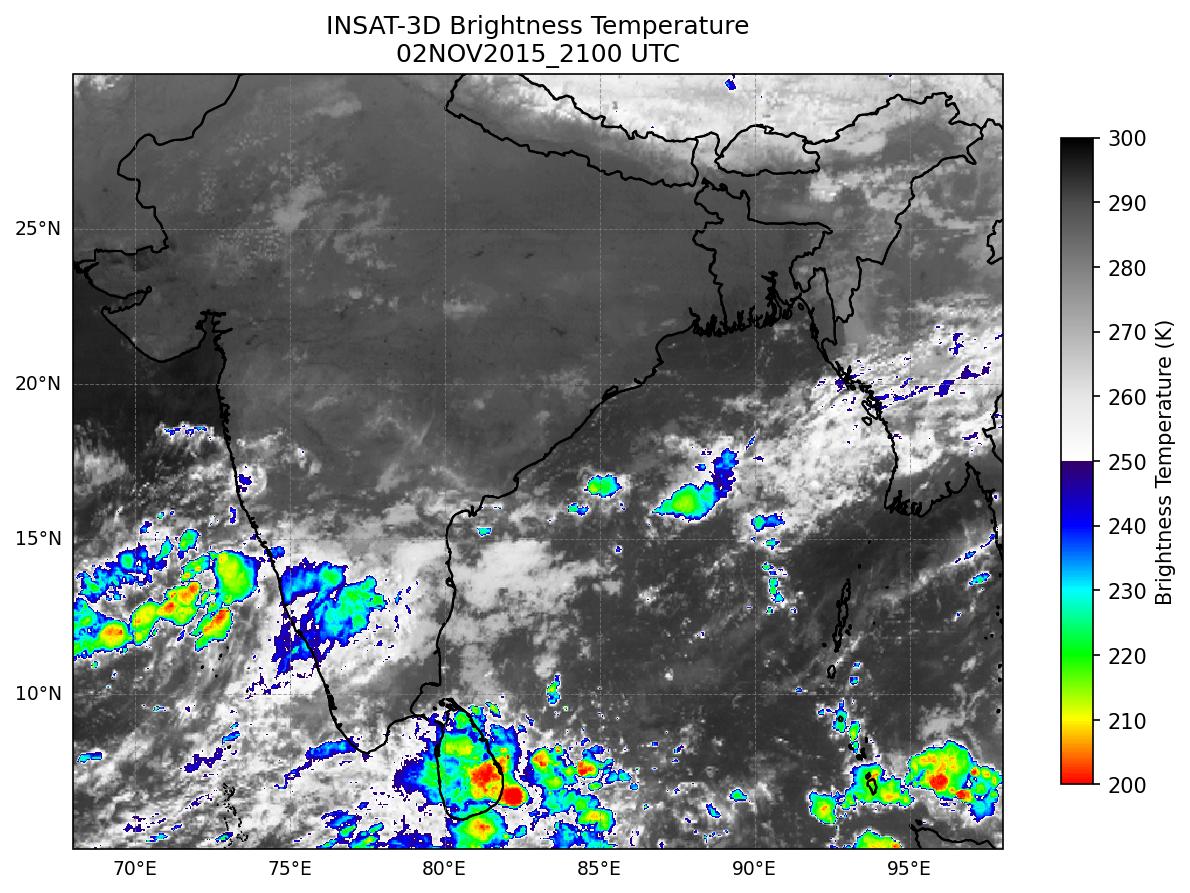 INSAT-3D Brightness Temperature
02NOV2015_2100 UTC
25°N
20°N
15°N
10°N
70°E
75°E
80°E
85°E
90°E
95°E
300
290
280
270
260
250
240
230
220
210
200
Brightness Temperature (K)